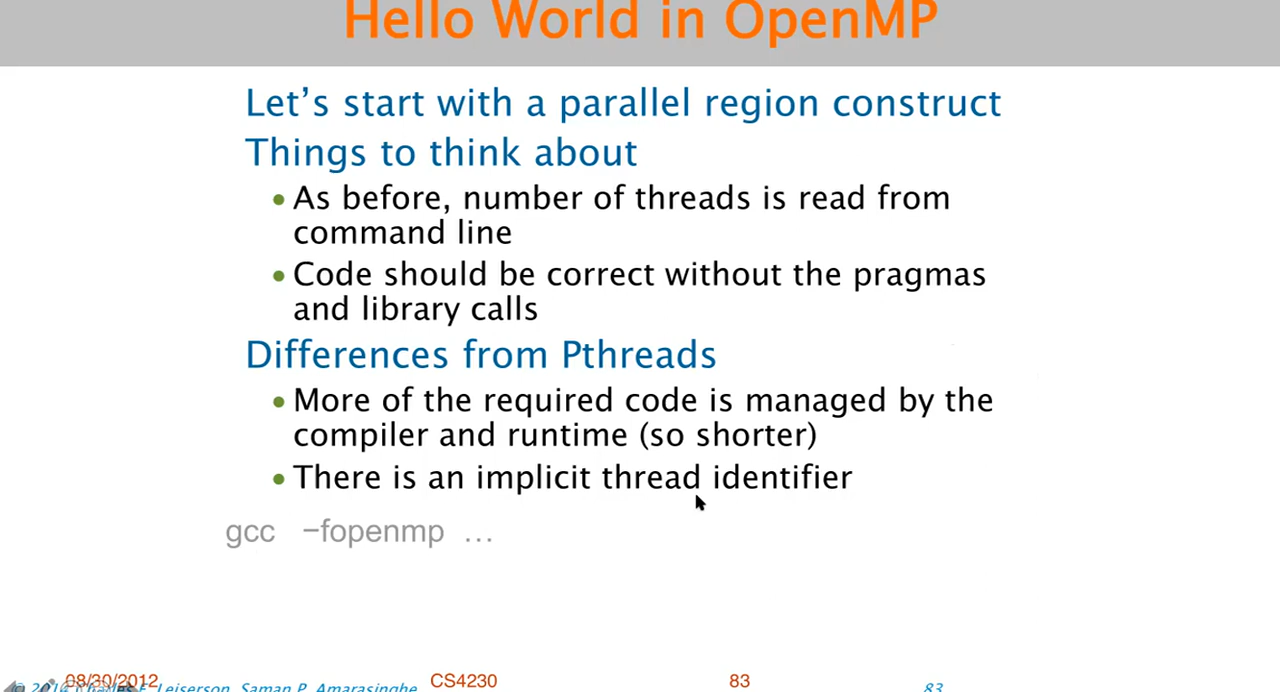 Hello World in OpenMP
Let’s start with a parallel region construct
Things to think about
• As before, number of threads is read from
command line
• Code should be correct without the pragmas
and library calls
Differences from Pthreads
• More of the required code is managed by the
compiler and runtime (so shorter)
• There is an implicit thread identifier
gcc –fopenmp …
08/30/2012 CS4230 83
© 2014 Charles E. Leiserson, Saman P. Amarasinghe 83